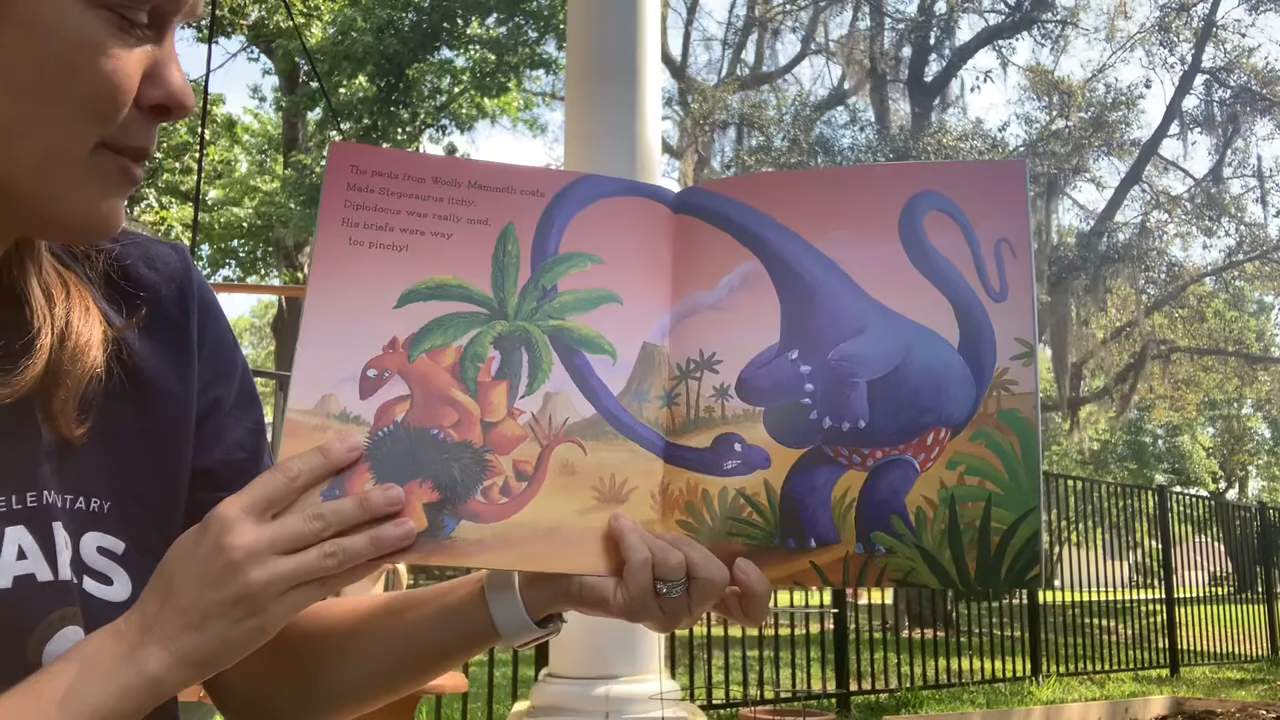 The pants from Woolly Mammoth coats
Made Stegosaurus itchy.
Diplodocus was really mad,
His briefs were way
too pinchy!
ELEMENTARY